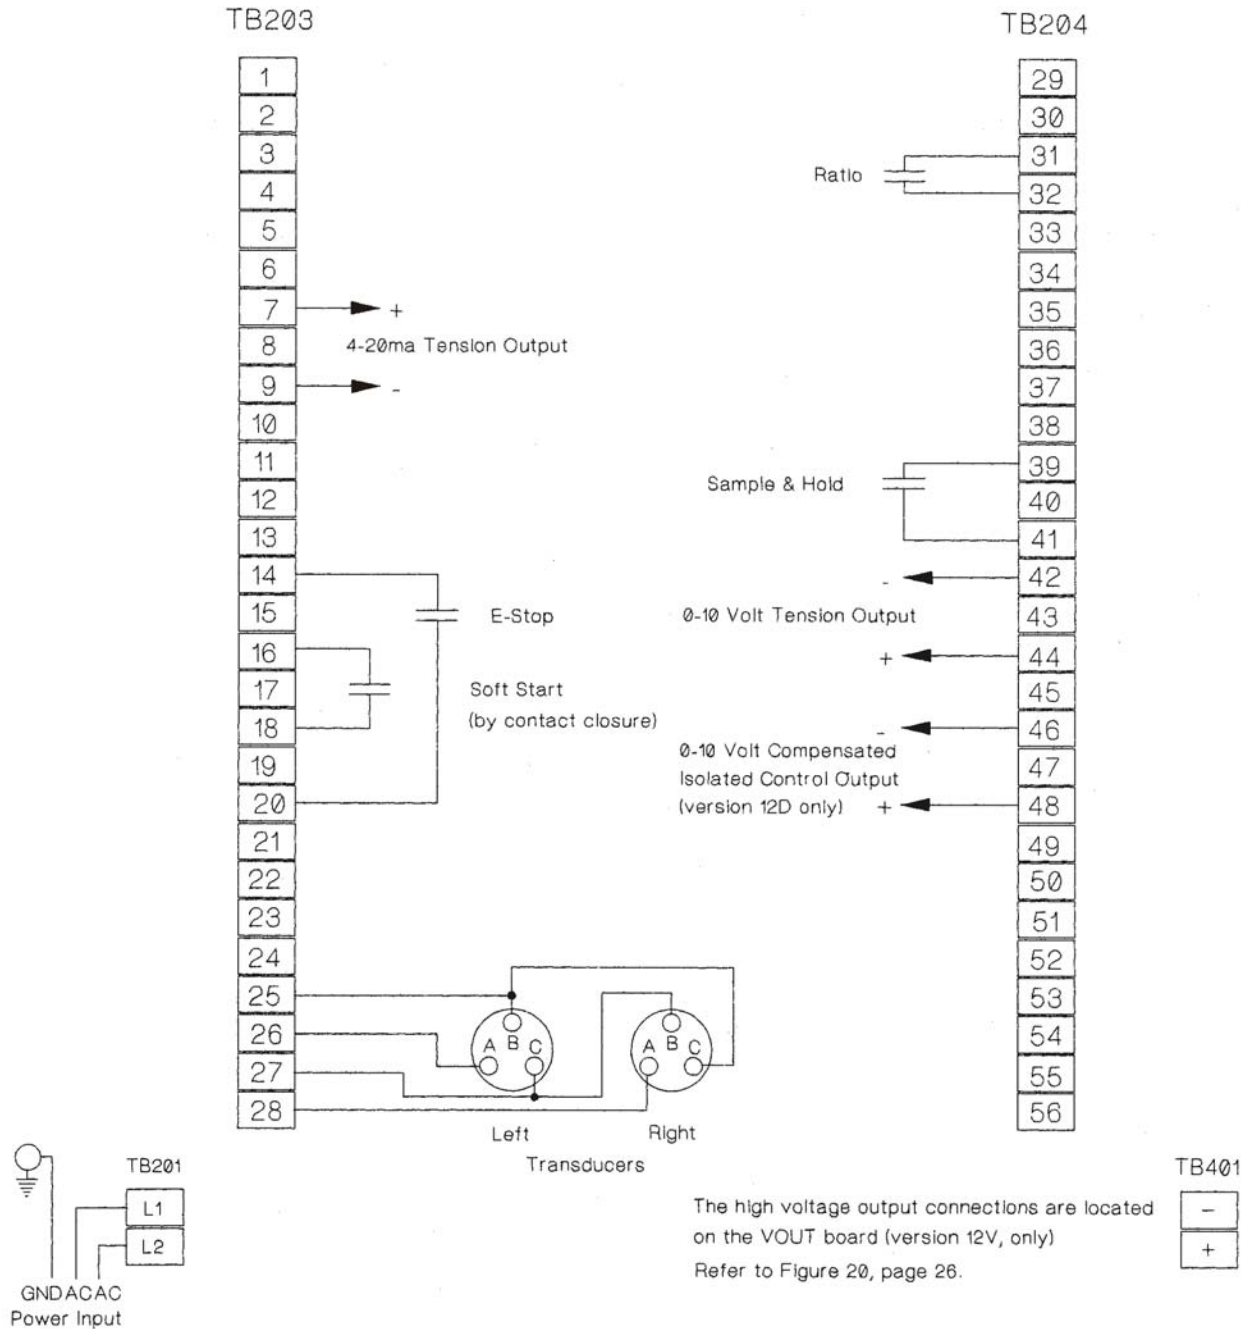 TB203
TB204
1
2
3
4
5
6
7
8
9
10
11
12
13
14
15
16
17
18
19
20
21
22
23
24
25
26
27
28
+
4-20ma Tension Output
-
E-Stop
Soft Start
(by contact closure)
A B C
A B C
Left
Right
Transducers
29
30
31
32
33
34
35
36
37
38
39
40
41
42
43
44
45
46
47
48
49
50
51
52
53
54
55
56
Ratio
Sample & Hold
-
0-10 Volt Tension Output
+
-
0-10 Volt Compensated
Isolated Control Output
(version 12D only) +
TB201
L1
L2
GND AC AC
Power Input
The high voltage output connections are located
on the VOUT board (version 12V, only)
Refer to Figure 20, page 26.
TB401
-
+